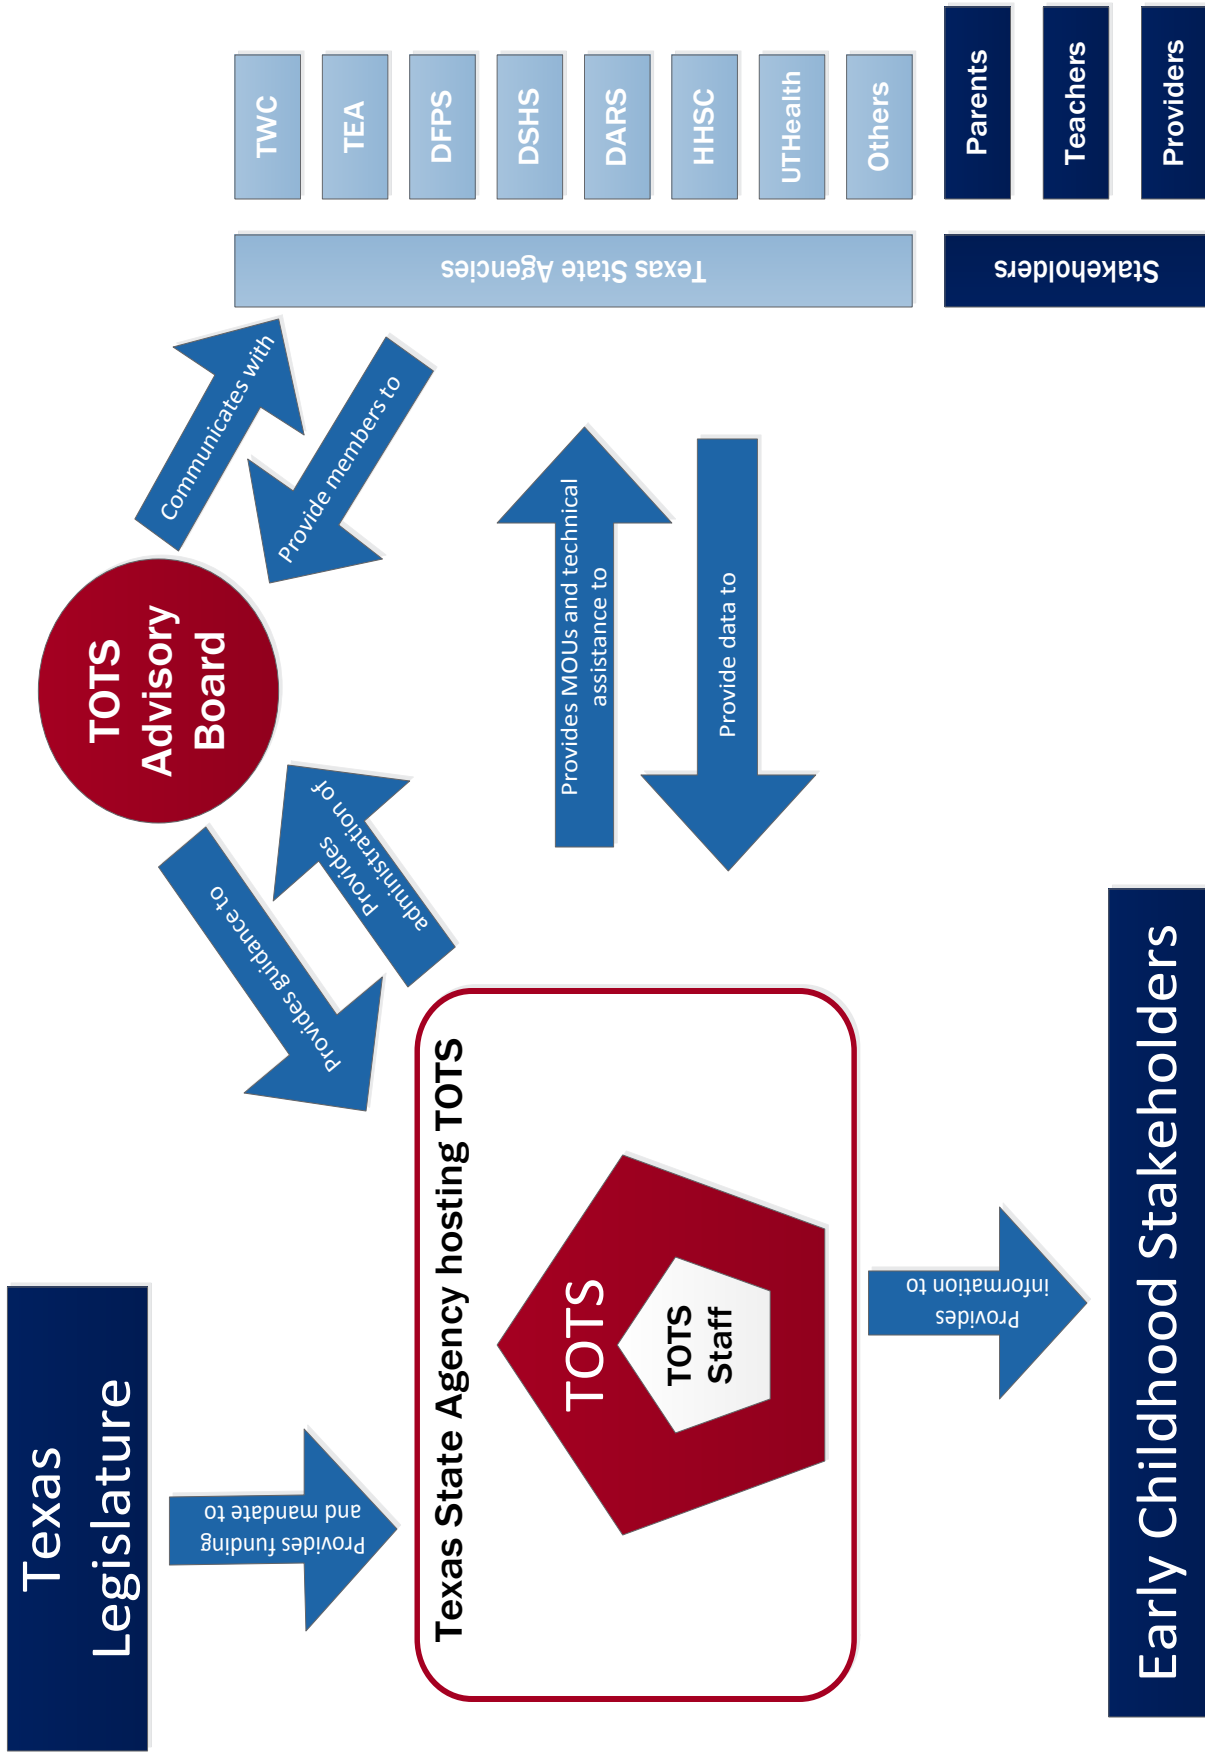 Texas
Legislature
Provides funding
and mandate to
Texas State Agency hosting TOTS
TOTS
TOTS
Staff
Provides
information to
Early Childhood Stakeholders
Provides guidance to
Provides
administration of
TOTS
Advisory
Board
Communicates with
Provide members to
Provides MOUs and technical
assistance to
Provide data to
Texas State Agencies
TWC
TEA
DFPS
DSHS
DARS
HHSC
UTHealth
Others
Stakeholders
Parents
Teachers
Providers